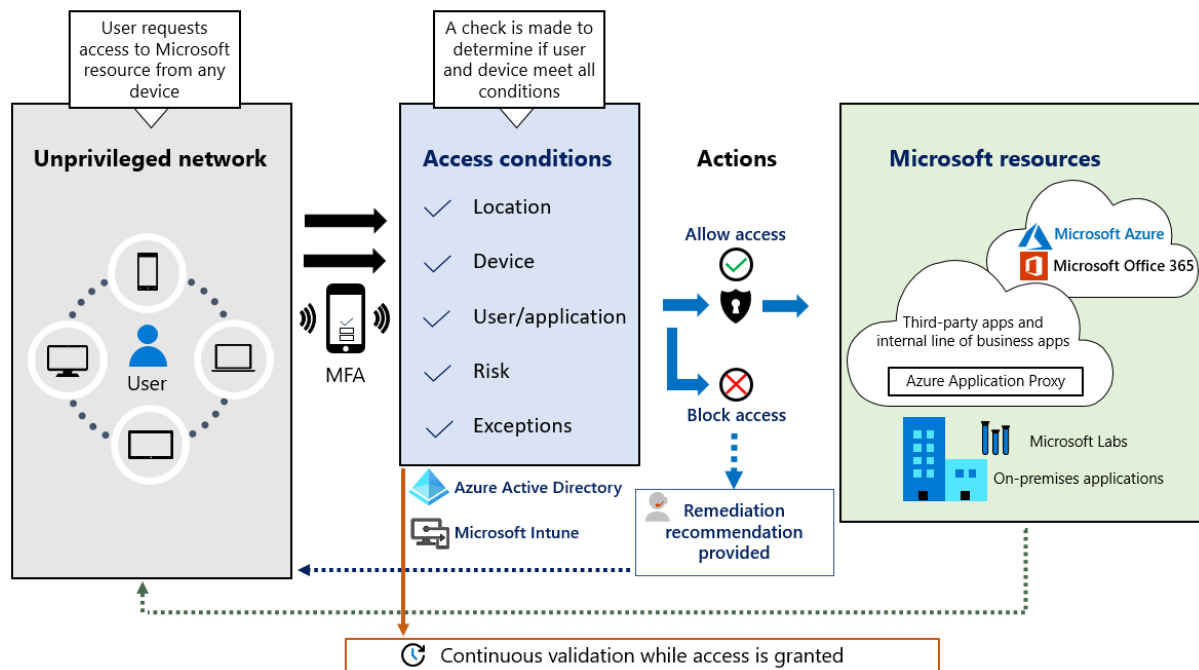 User requests
access to Microsoft
resource from any
device
A check is made to
determine if user
and device meet all
conditions
Unprivileged network
User
MFA
Access conditions
Location
Device
User/application
Risk
Exceptions
Azure Active Directory
Microsoft Intune
Actions
Allow access
Block access
Remediation
recommendation
provided
Microsoft resources
Microsoft Azure
Microsoft Office 365
Third-party apps and
internal line of business apps
Azure Application Proxy
Microsoft Labs
On-premises applications
Continuous validation while access is granted